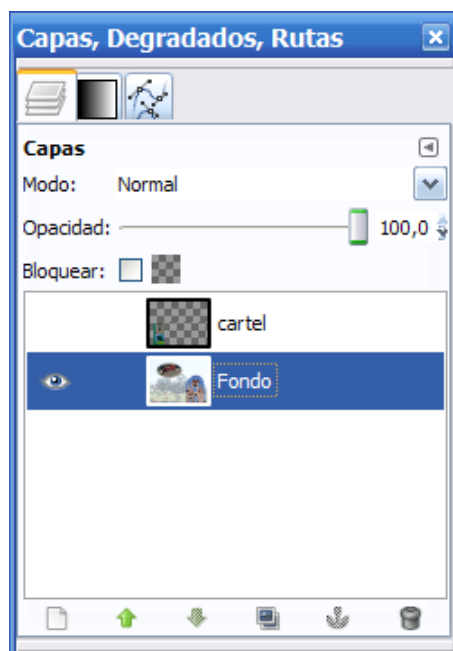 Capas, Degradados, Rutas
Capas
Modo: Normal
Opacidad: 100,0
Bloquear:
cartel
Fondo